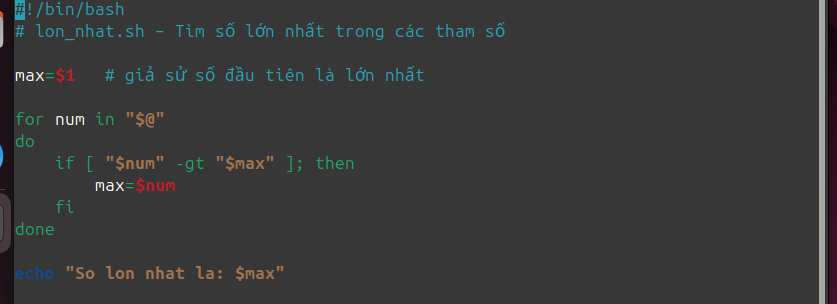 #!/bin/bash
# lon_nhat.sh – Tìm số lớn nhất trong các tham số
max=$1   # giả sử số đầu tiên là lớn nhất
for num in "$@"
do
    if [ "$num" -gt "$max" ]; then
        max=$num
    fi
done
echo "So lon nhat la: $max"